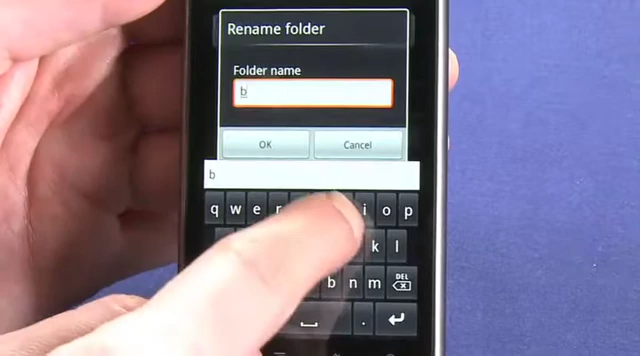 Rename folder
Folder name
b
OK Cancel
b
q w e r i o p
k l
b n m DEL
.